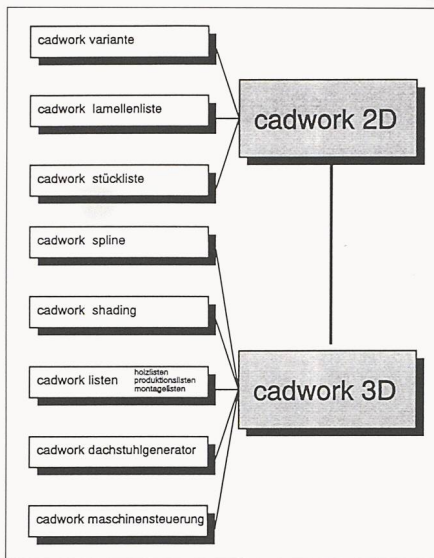 cadwork variante
cadwork lamellenliste
cadwork 2D
cadwork stückliste
cadwork spline
cadwork shading
cadwork listen
holzlisten
produktionslisten
montagelisten
cadwork 3D
cadwork dachstuhlgenerator
cadwork maschinensteuerung